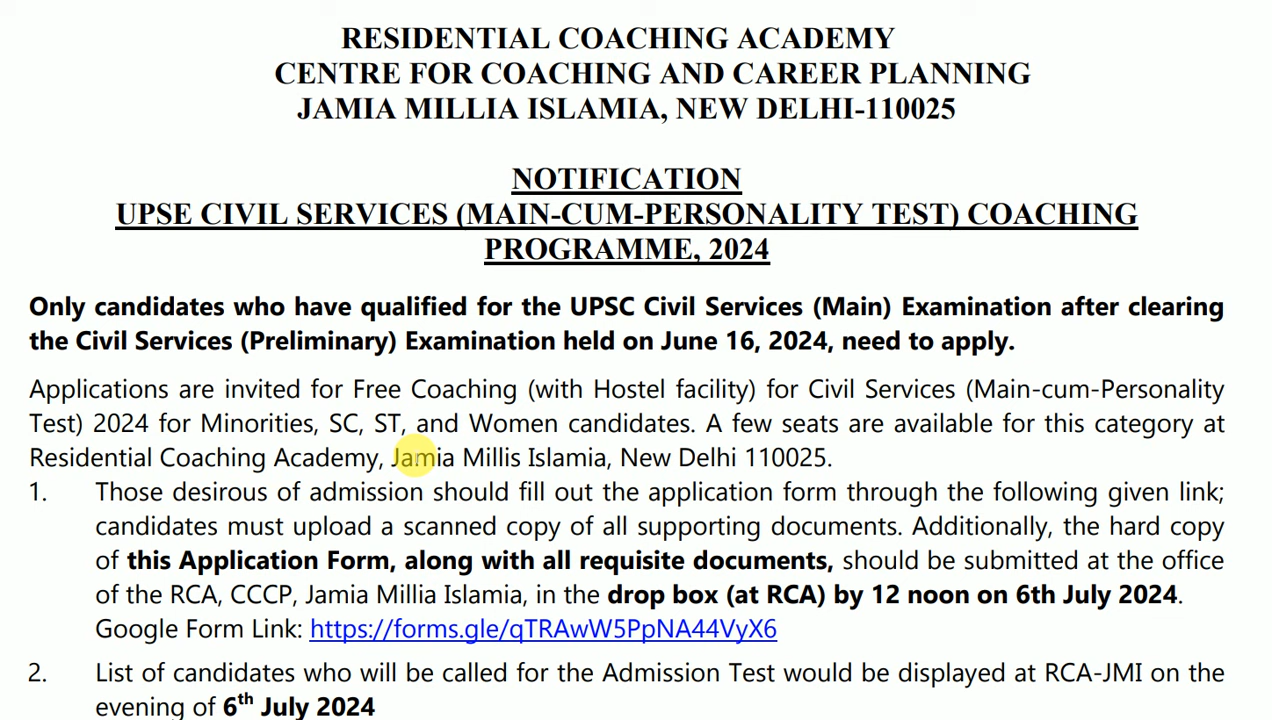 RESIDENTIAL COACHING ACADEMY
CENTRE FOR COACHING AND CAREER PLANNING
JAMIA MILLIA ISLAMIA, NEW DELHI-110025
NOTIFICATION
UPSE CIVIL SERVICES (MAIN-CUM-PERSONALITY TEST) COACHING
PROGRAMME, 2024
Only candidates who have qualified for the UPSC Civil Services (Main) Examination after clearing
the Civil Services (Preliminary) Examination held on June 16, 2024, need to apply.
Applications are invited for Free Coaching (with Hostel facility) for Civil Services (Main-cum-Personality
Test) 2024 for Minorities, SC, ST, and Women candidates. A few seats are available for this category at
Residential Coaching Academy, Jamia Millis Islamia, New Delhi 110025.
1. Those desirous of admission should fill out the application form through the following given link;
candidates must upload a scanned copy of all supporting documents. Additionally, the hard copy
of this Application Form, along with all requisite documents, should be submitted at the office
of the RCA, CCCP, Jamia Millia Islamia, in the drop box (at RCA) by 12 noon on 6th July 2024.
Google Form Link: https://forms.gle/qTRAwW5PpNA44VyX6
2. List of candidates who will be called for the Admission Test would be displayed at RCA-JMI on the
evening of 6th July 2024